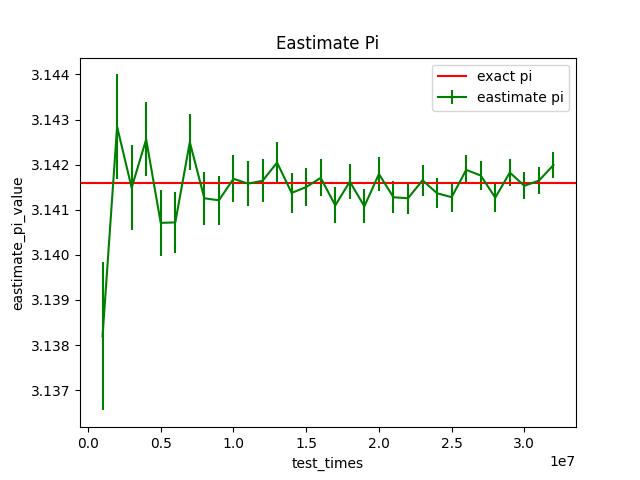 Eastimate Pi
exact pi
eastimate pi
3.144
3.143
3.142
3.141
3.140
3.139
3.138
3.137
eastimate_pi_value
0.0 0.5 1.0 1.5 2.0 2.5 3.0
1e7
test_times